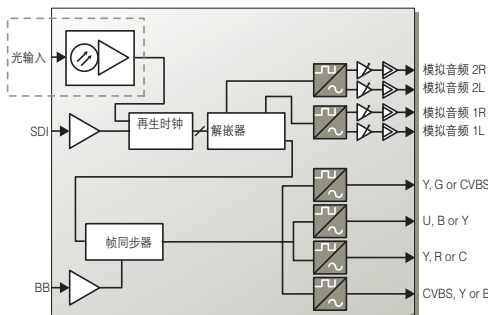 光输入
模拟音频 2R
模拟音频 2L
再生时钟
解嵌器
模拟音频 1R
SDI
模拟音频 1L
Y, G or CVBS
U, B or Y
帧同步器
Y, R or C
BB
CVBS, Y or B